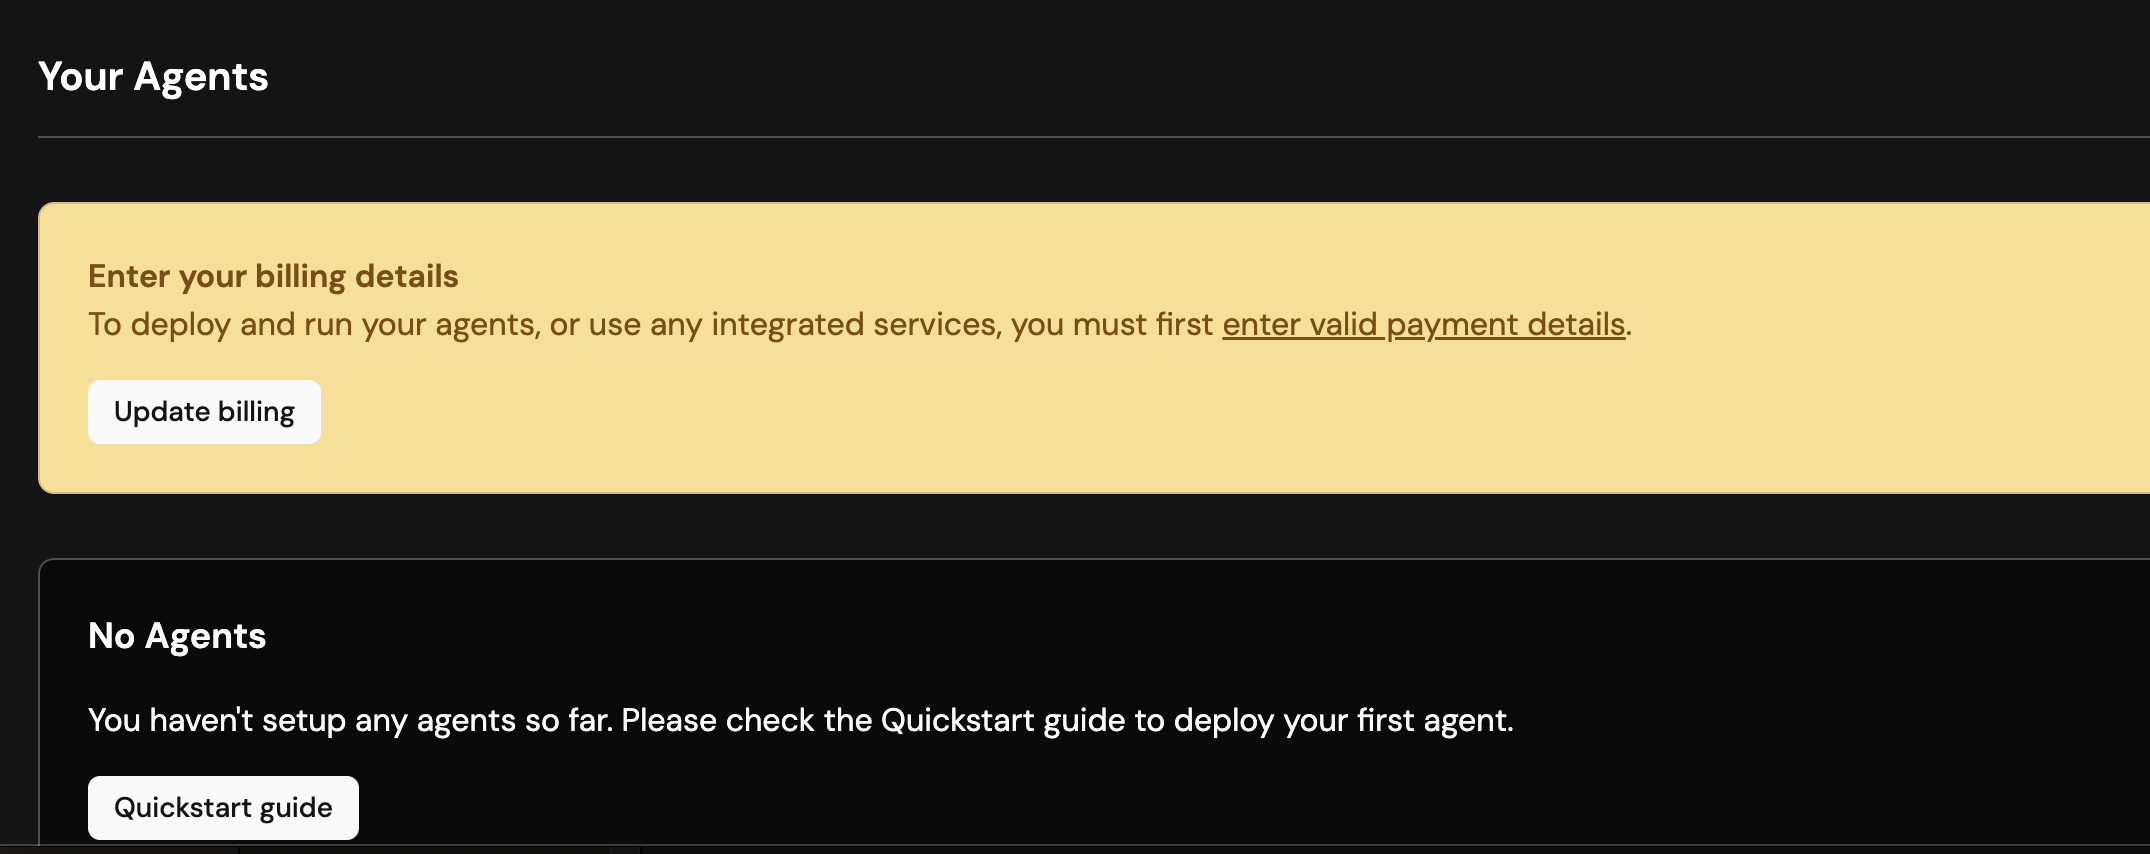 Your Agents
Enter your billing details
To deploy and run your agents, or use any integrated services, you must first enter valid payment details.
Update billing
No Agents
You haven't setup any agents so far. Please check the Quickstart guide to deploy your first agent.
Quickstart guide